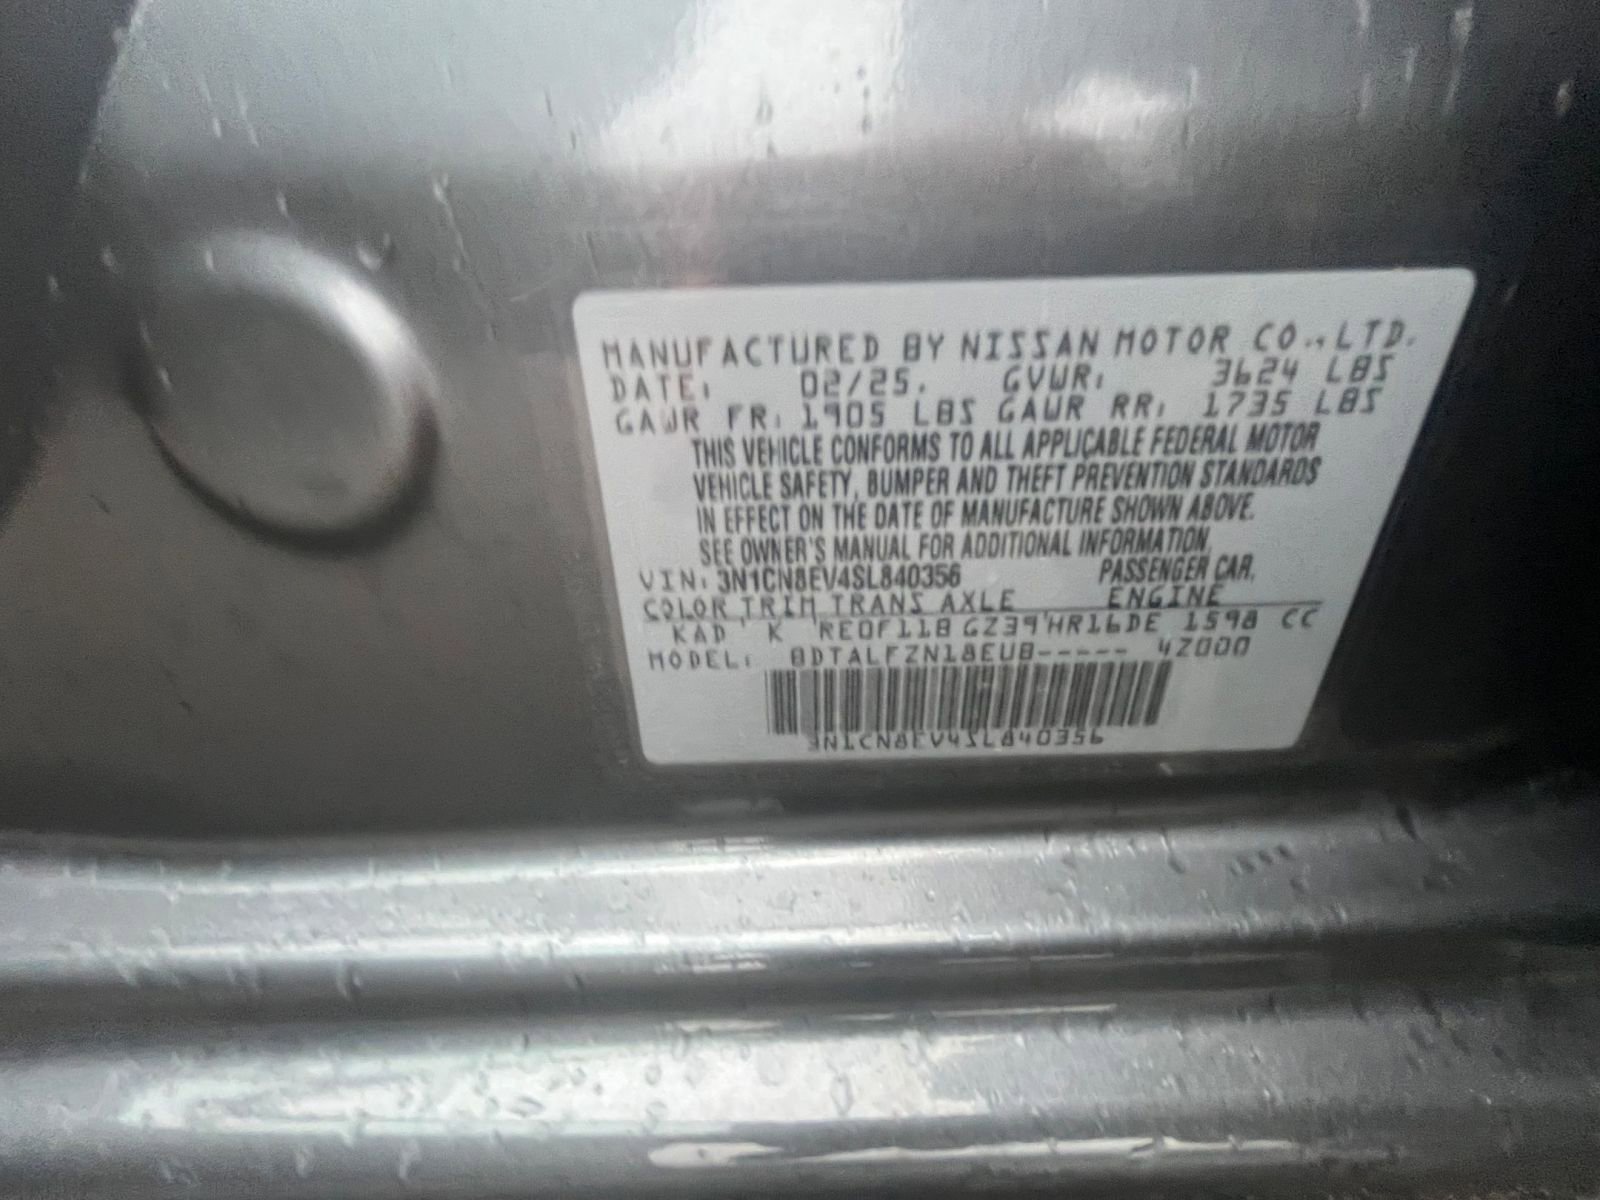 MANUFACTURED BY NISSAN MOTOR CO.,LTD.
DATE: 02/25. GVWR: 3624 LBS
GAWR FR: 1905 LBS GAWR RR: 1735 LBS
THIS VEHICLE CONFORMS TO ALL APPLICABLE FEDERAL MOTOR
VEHICLE SAFETY, BUMPER AND THEFT PREVENTION STANDARDS
IN EFFECT ON THE DATE OF MANUFACTURE SHOWN ABOVE.
SEE OWNER'S MANUAL FOR ADDITIONAL INFORMATION.
VIN: 3N1CN8EV4SL840356 PASSENGER CAR.
COLOR TRIM TRANS AXLE ENGINE
KAD K RE0F11B GZ39 HR16DE 1598 CC
MODEL: BDTALFZN18EUB----- 4Z000
3N1CN8EV4SL840356